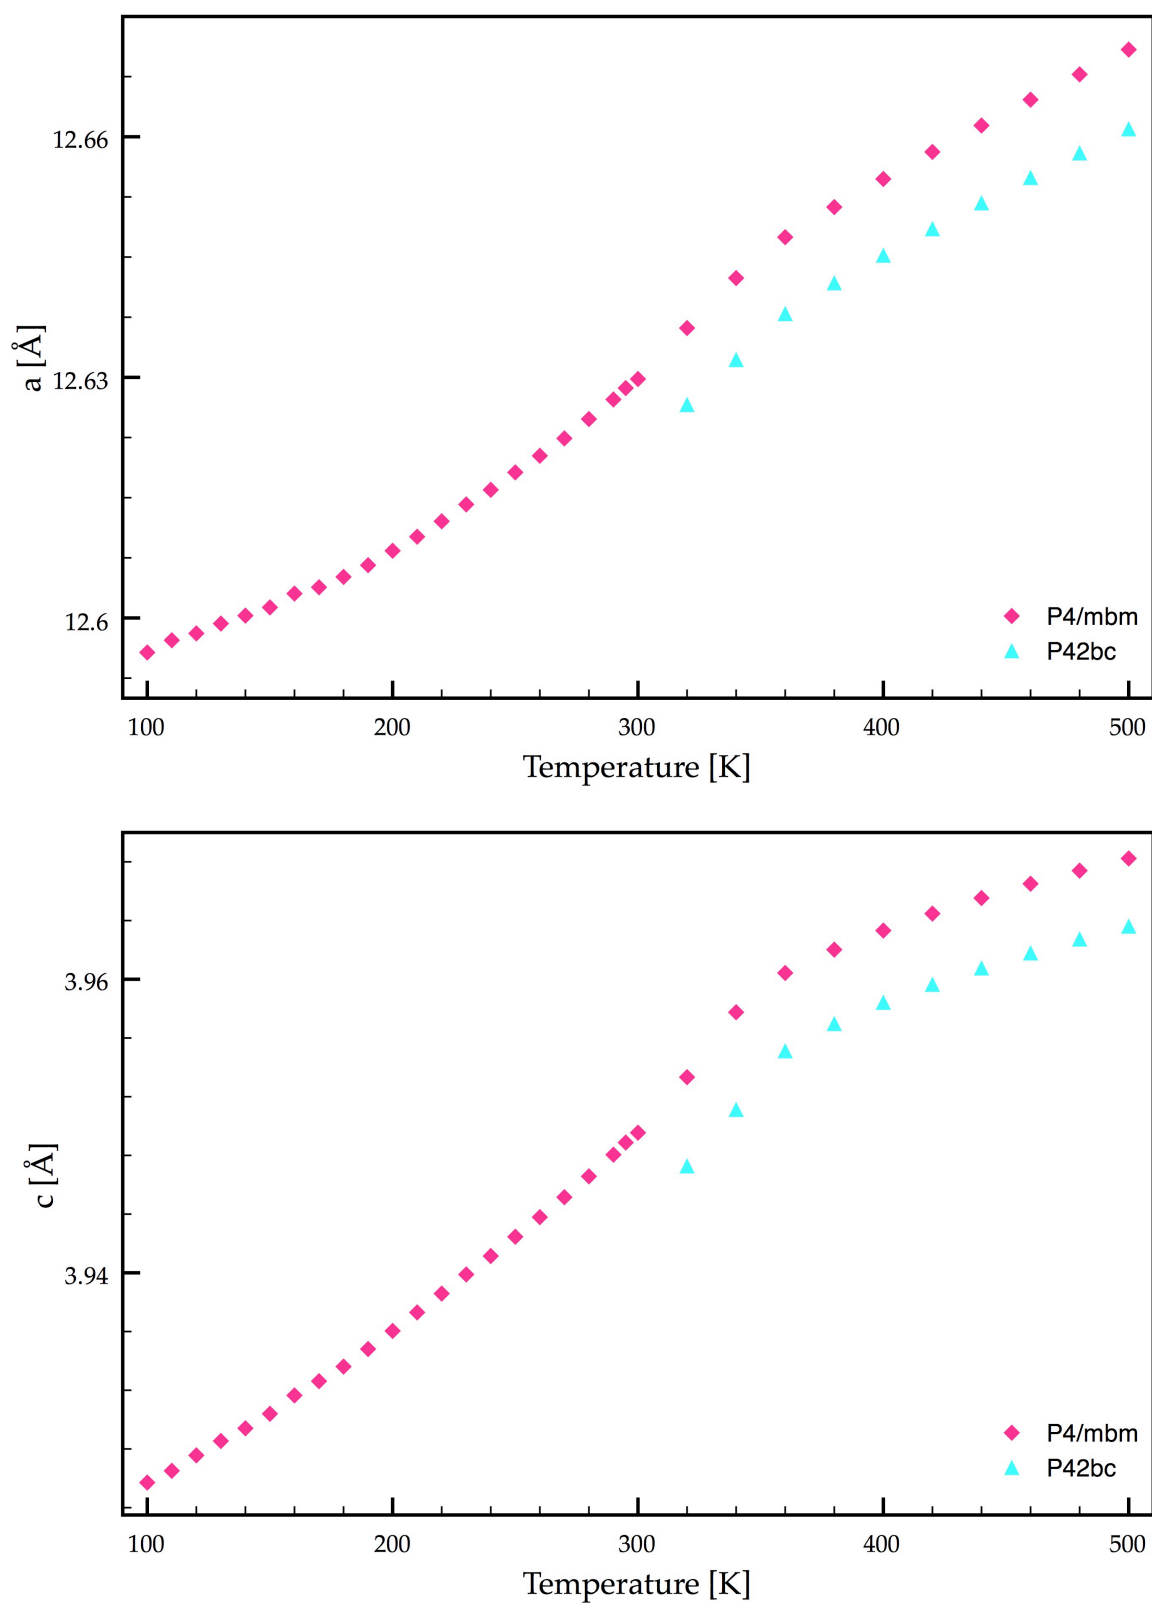 12.66
a [Å]
12.63
12.6
P4/mbm
P42bc
100 200 300 400 500
Temperature [K]
3.96
c [Å]
3.94
P4/mbm
P42bc
100 200 300 400 500
Temperature [K]